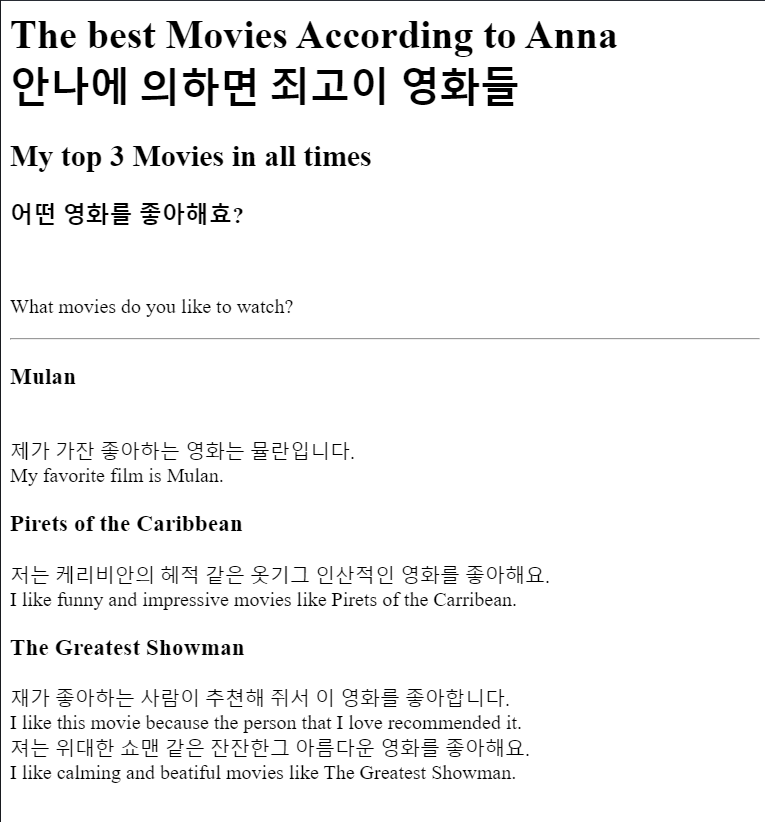 The best Movies According to Anna
안나에 의하면 죄고이 영화들
My top 3 Movies in all times
어떤 영화를 좋아해효?
What movies do you like to watch?
Mulan
제가 가잔 좋아하는 영화는 뮬란입니다.
My favorite film is Mulan.
Pirets of the Caribbean
저는 케리비안의 헤적 같은 옷기그 인산적인 영화를 좋아해요.
I like funny and impressive movies like Pirets of the Carribean.
The Greatest Showman
재가 좋아하는 사람이 추쳔해 쥐서 이 영화를 좋아합니다.
I like this movie because the person that I love recommended it.
져는 위대한 쇼맨 같은 잔잔한그 아름다운 영화를 좋아해요.
I like calming and beatiful movies like The Greatest Showman.